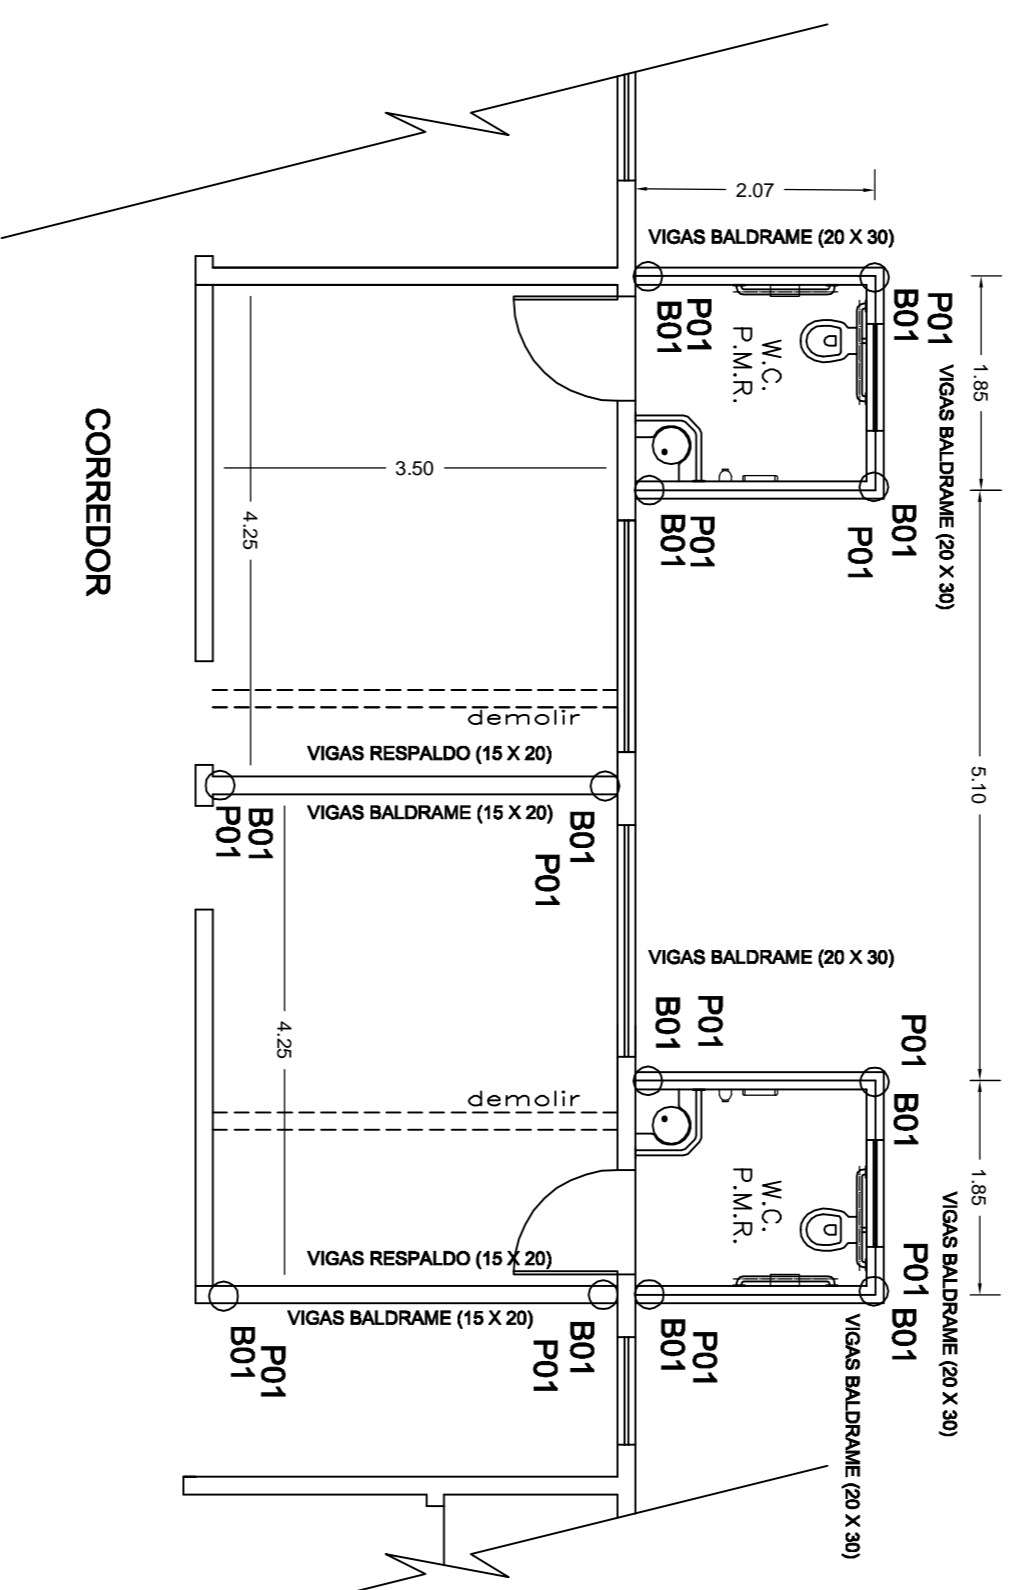 2.07
VIGAS BALDRAME (20 X 30)
P01
B01
P01
B01
W.C.
P.M.R.
1.85
VIGAS BALDRAME (20 X 30)
CORREDOR
3.50
4.25
P01
B01
B01
P01
demolir
VIGAS RESPALDO (15 X 20)
VIGAS BALDRAME (15 X 20)
5.10
B01
P01
B01
P01
VIGAS BALDRAME (20 X 30)
P01
B01
P01
B01
4.25
demolir
W.C.
P.M.R.
1.85
VIGAS BALDRAME (20 X 30)
VIGAS RESPALDO (15 X 20)
VIGAS BALDRAME (15 X 20)
P01
B01
P01
B01
B01
P01
P01
B01
VIGAS BALDRAME (20 X 30)